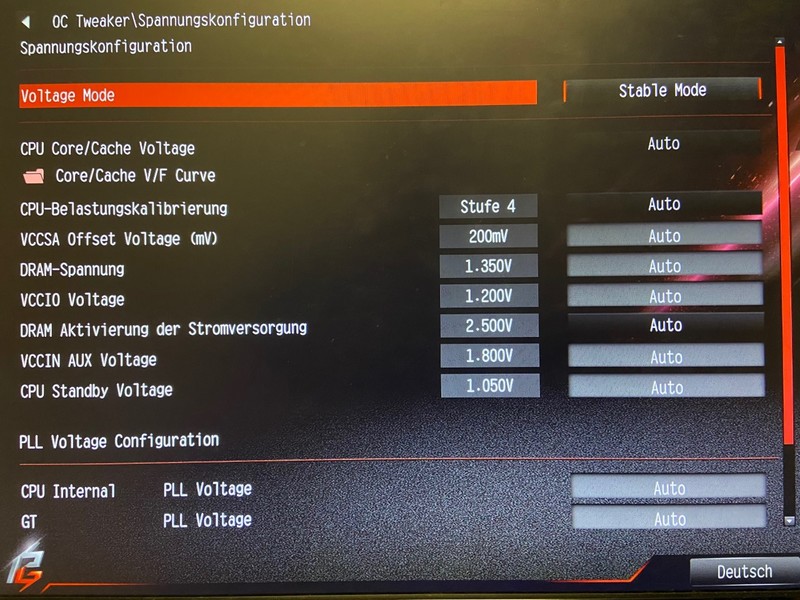 OC Tweaker\Spannungskonfiguration
Spannungskonfiguration
Voltage Mode Stable Mode
CPU Core/Cache Voltage Auto
Core/Cache V/F Curve
CPU-Belastungskalibrierung Stufe 4 Auto
VCCSA Offset Voltage (mV) 200mV Auto
DRAM-Spannung 1.350V Auto
VCCIO Voltage 1.200V Auto
DRAM Aktivierung der Stromversorgung 2.500V Auto
VCCIN AUX Voltage 1.800V Auto
CPU Standby Voltage 1.050V Auto
PLL Voltage Configuration
CPU Internal PLL Voltage Auto
GT PLL Voltage Auto
Deutsch